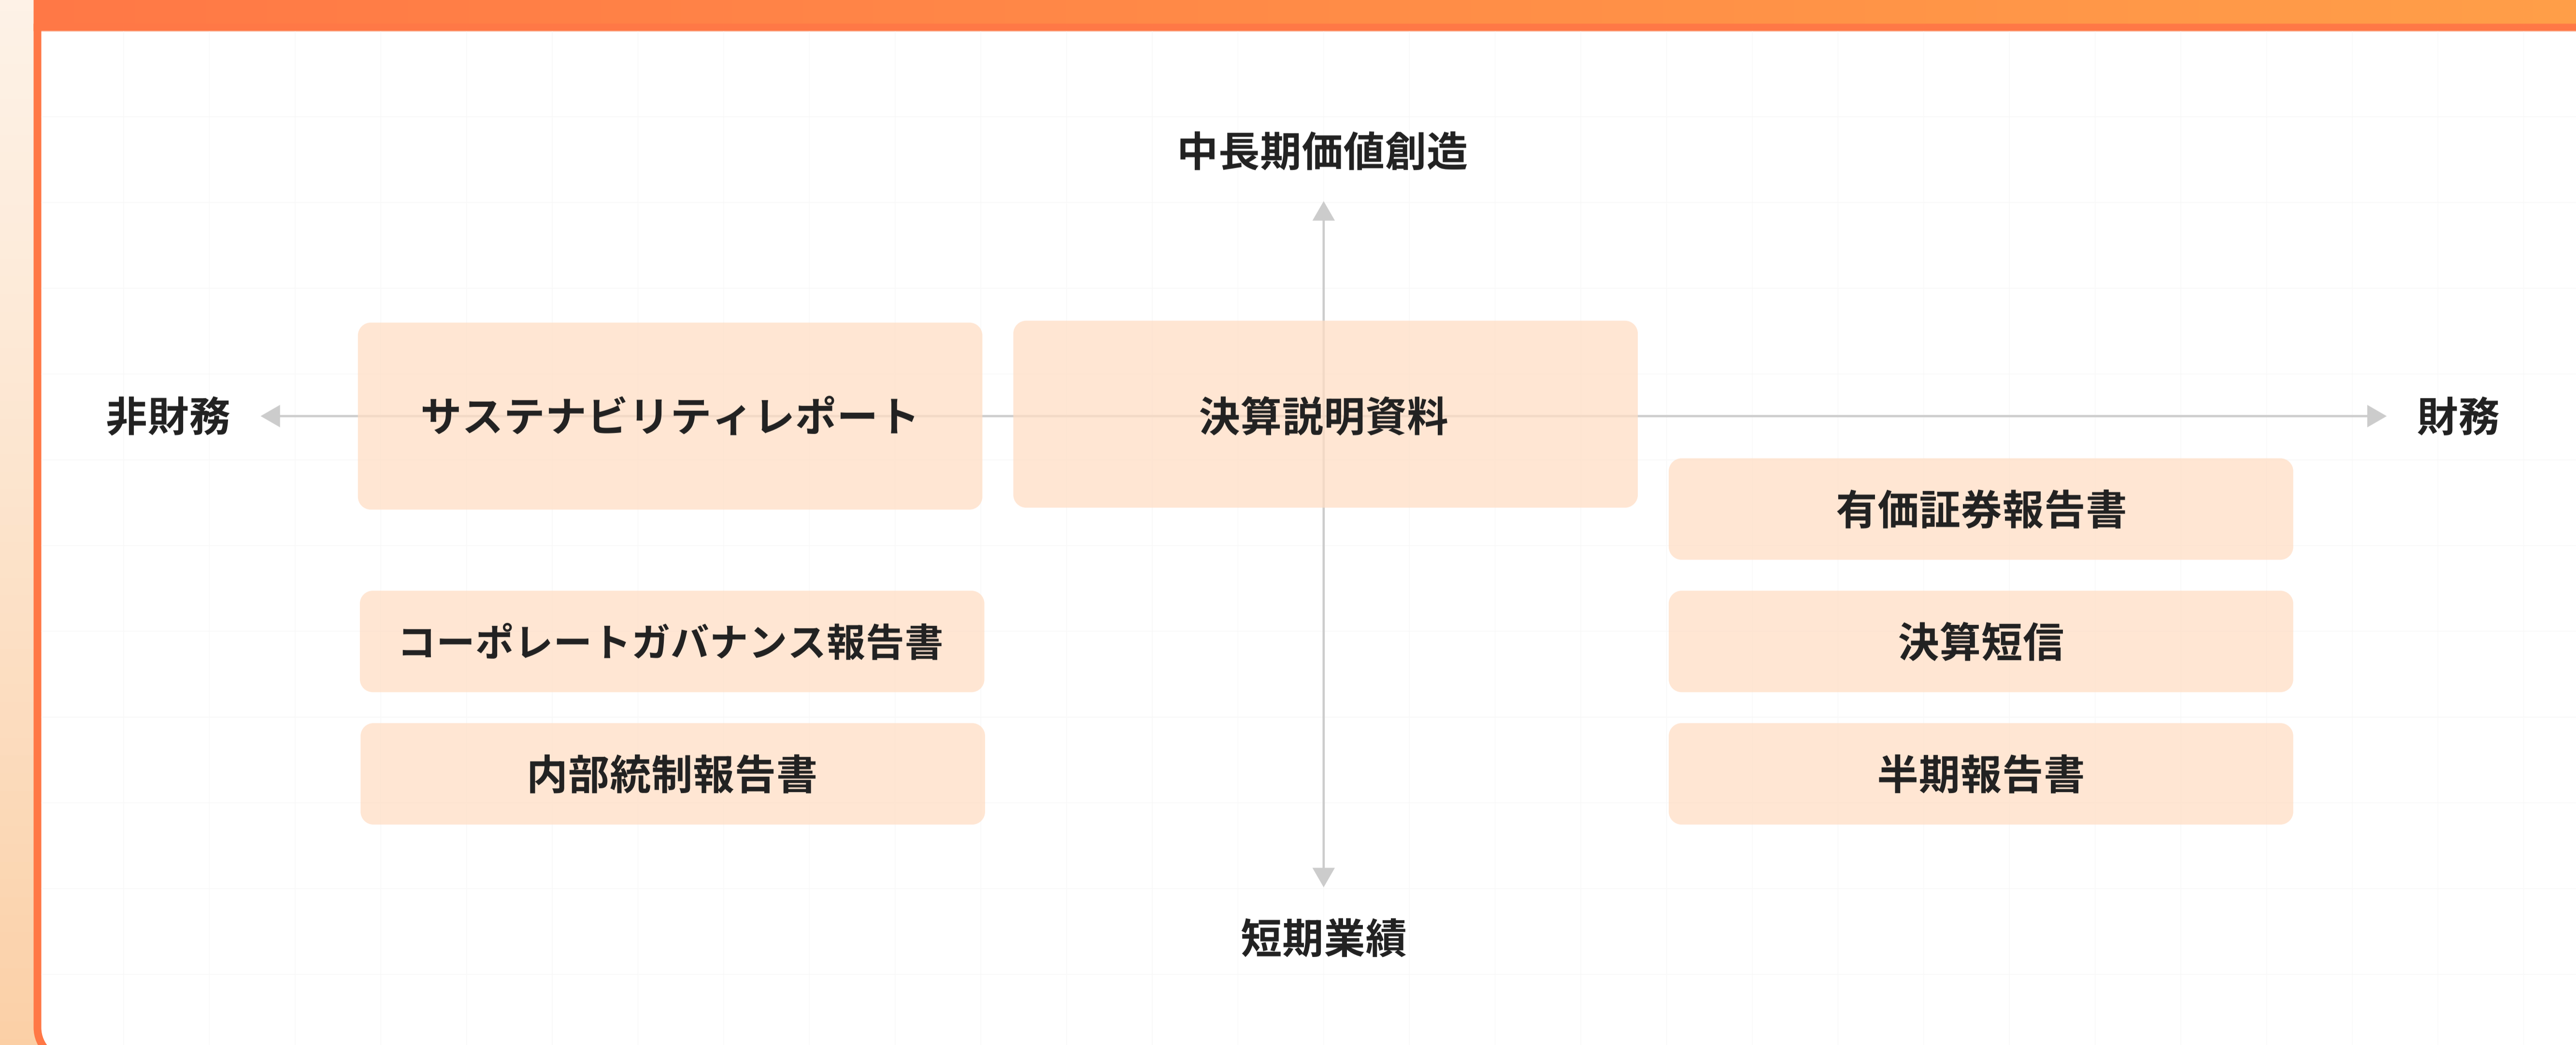 中長期価値創造
非財務
サステナビリティレポート
決算説明資料
財務
有価証券報告書
コーポレートガバナンス報告書
決算短信
内部統制報告書
半期報告書
短期業績